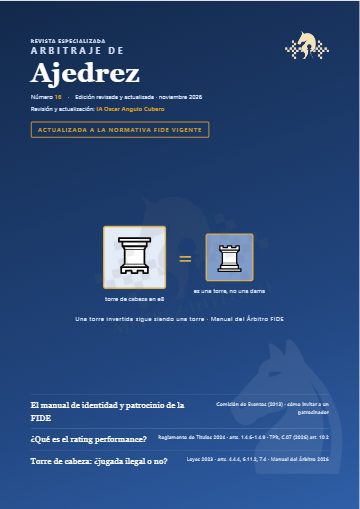 REVISTA ESPECIALIZADA
ARBITRAJE DE
Ajedrez
Número 16 · Edición revisada y actualizada · noviembre 2026
Revisión y actualización: IA Oscar Angulo Cubero
ACTUALIZADA A LA NORMATIVA FIDE VIGENTE
=
torre de cabeza en a8
es una torre, no una dama
Una torre invertida sigue siendo una torre · Manual del Árbitro FIDE
El manual de identidad y patrocinio de la FIDE
Comisión de Eventos (2013) · cómo invitar a un patrocinador
¿Qué es el rating performance?
Reglamento de Títulos 2024 · arts. 1.4.6-1.4.9 · TPR, C.07 (2026) art. 10.2
Torre de cabeza: ¿jugada ilegal o no?
Leyes 2023 · arts. 4.4.4, 6.11.2, 7.4 · Manual del Árbitro 2025